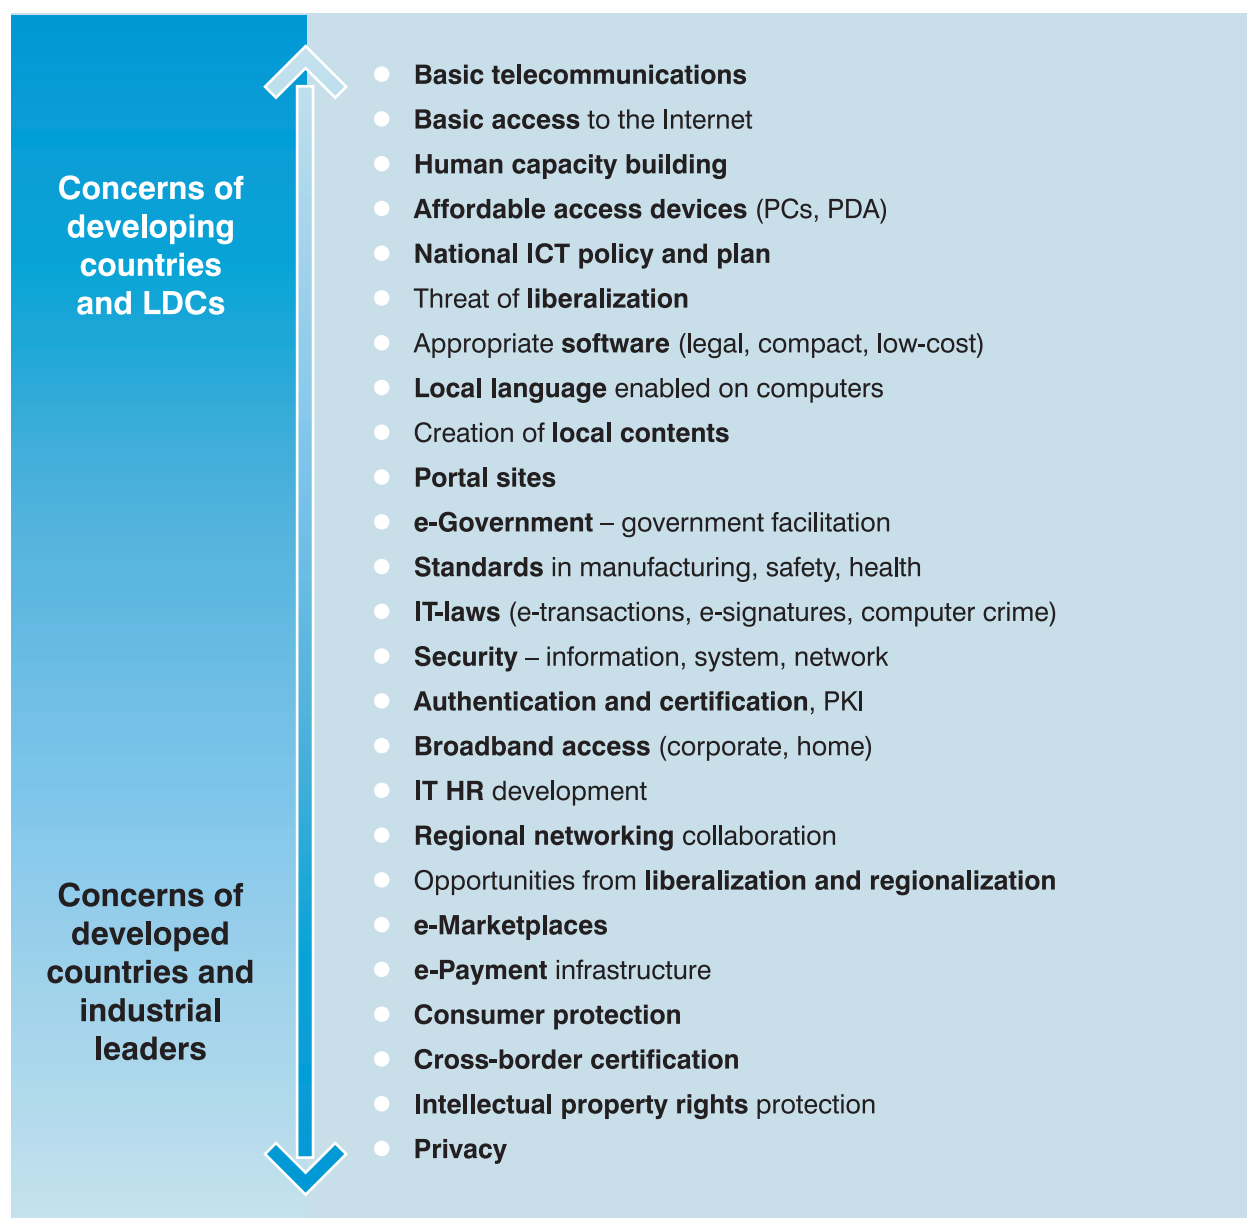 Concerns of
developing
countries
and LDCs
Concerns of
developed
countries and
industrial
leaders
Basic telecommunications
Basic access to the Internet
Human capacity building
Affordable access devices (PCs, PDA)
National ICT policy and plan
Threat of liberalization
Appropriate software (legal, compact, low-cost)
Local language enabled on computers
Creation of local contents
Portal sites
e-Government – government facilitation
Standards in manufacturing, safety, health
IT-laws (e-transactions, e-signatures, computer crime)
Security – information, system, network
Authentication and certification, PKI
Broadband access (corporate, home)
IT HR development
Regional networking collaboration
Opportunities from liberalization and regionalization
e-Marketplaces
e-Payment infrastructure
Consumer protection
Cross-border certification
Intellectual property rights protection
Privacy